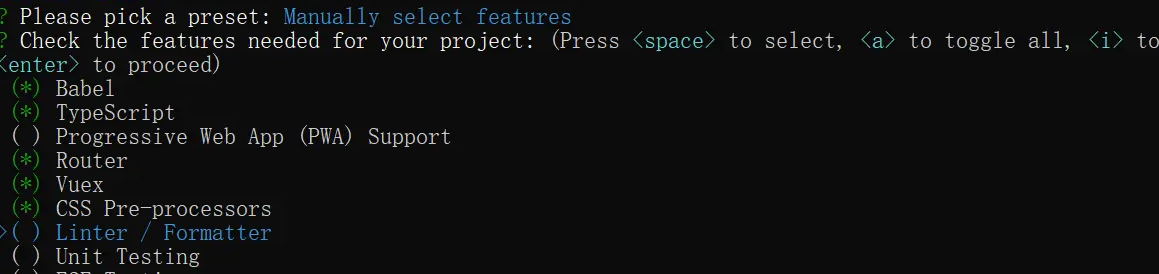 ? Please pick a preset: Manually select features
? Check the features needed for your project: (Press <space> to select, <a> to toggle all, <i> to
<enter> to proceed)
(*) Babel
(*) TypeScript
( ) Progressive Web App (PWA) Support
(*) Router
(*) Vuex
(*) CSS Pre-processors
>( ) Linter / Formatter
( ) Unit Testing